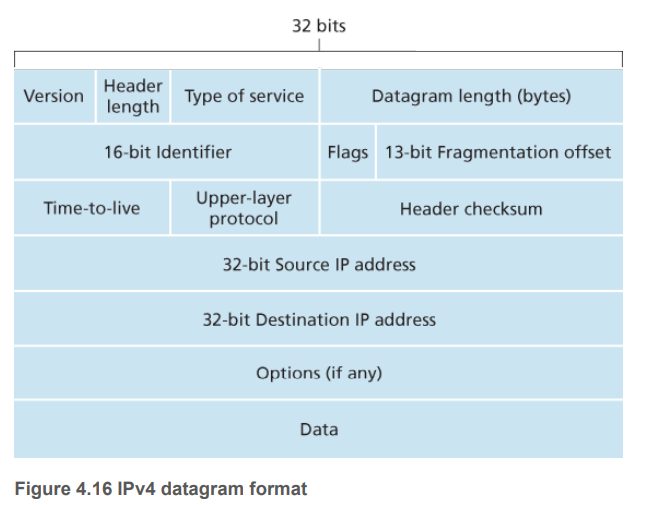 32 bits
Version
Header
length
Type of service
Datagram length (bytes)
16-bit Identifier
Flags
13-bit Fragmentation offset
Time-to-live
Upper-layer
protocol
Header checksum
32-bit Source IP address
32-bit Destination IP address
Options (if any)
Data
Figure 4.16 IPv4 datagram format